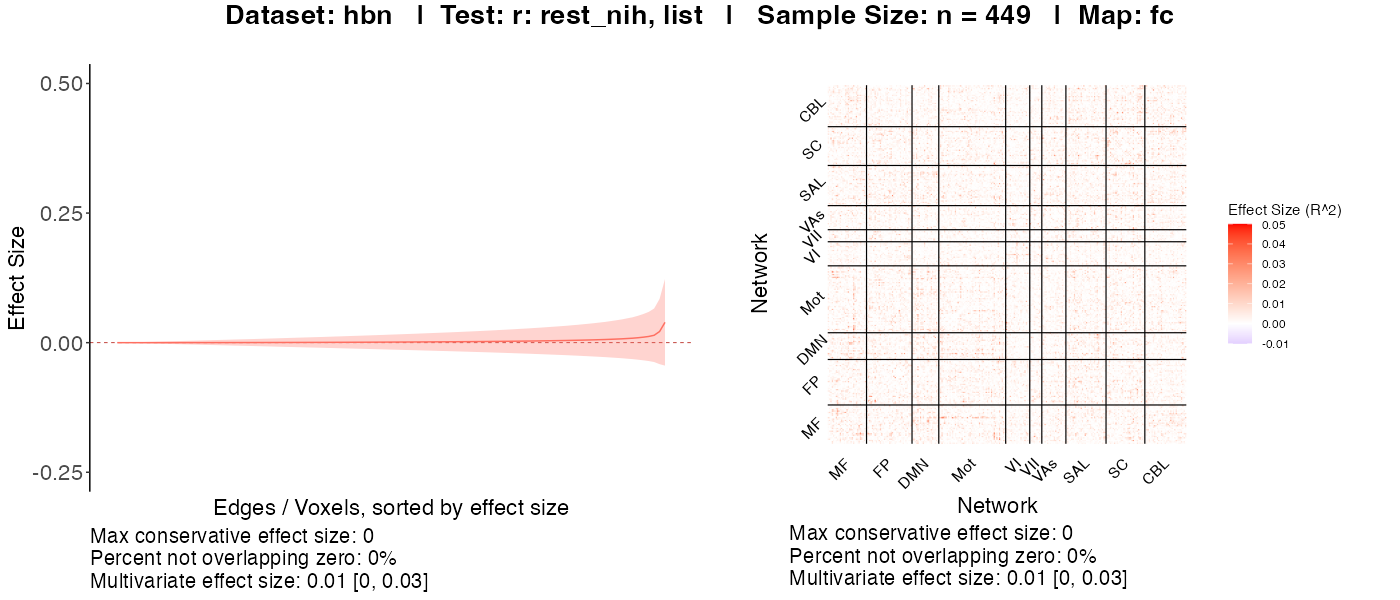 Dataset: hbn | Test: r: rest_nih, list | Sample Size: n = 449 | Map: fc
0.50
0.25
0.00
-0.25
Effect Size
Edges / Voxels, sorted by effect size
Max conservative effect size: 0
Percent not overlapping zero: 0%
Multivariate effect size: 0.01 [0, 0.03]
Network
CBL
SC
SAL
VAs
VII
VI
Mot
DMN
FP
MF
MF
FP
DMN
Mot
VI
VII
VAs
SAL
SC
CBL
Network
Max conservative effect size: 0
Percent not overlapping zero: 0%
Multivariate effect size: 0.01 [0, 0.03]
Effect Size (R^2)
0.05
0.04
0.03
0.02
0.01
0.00
-0.01